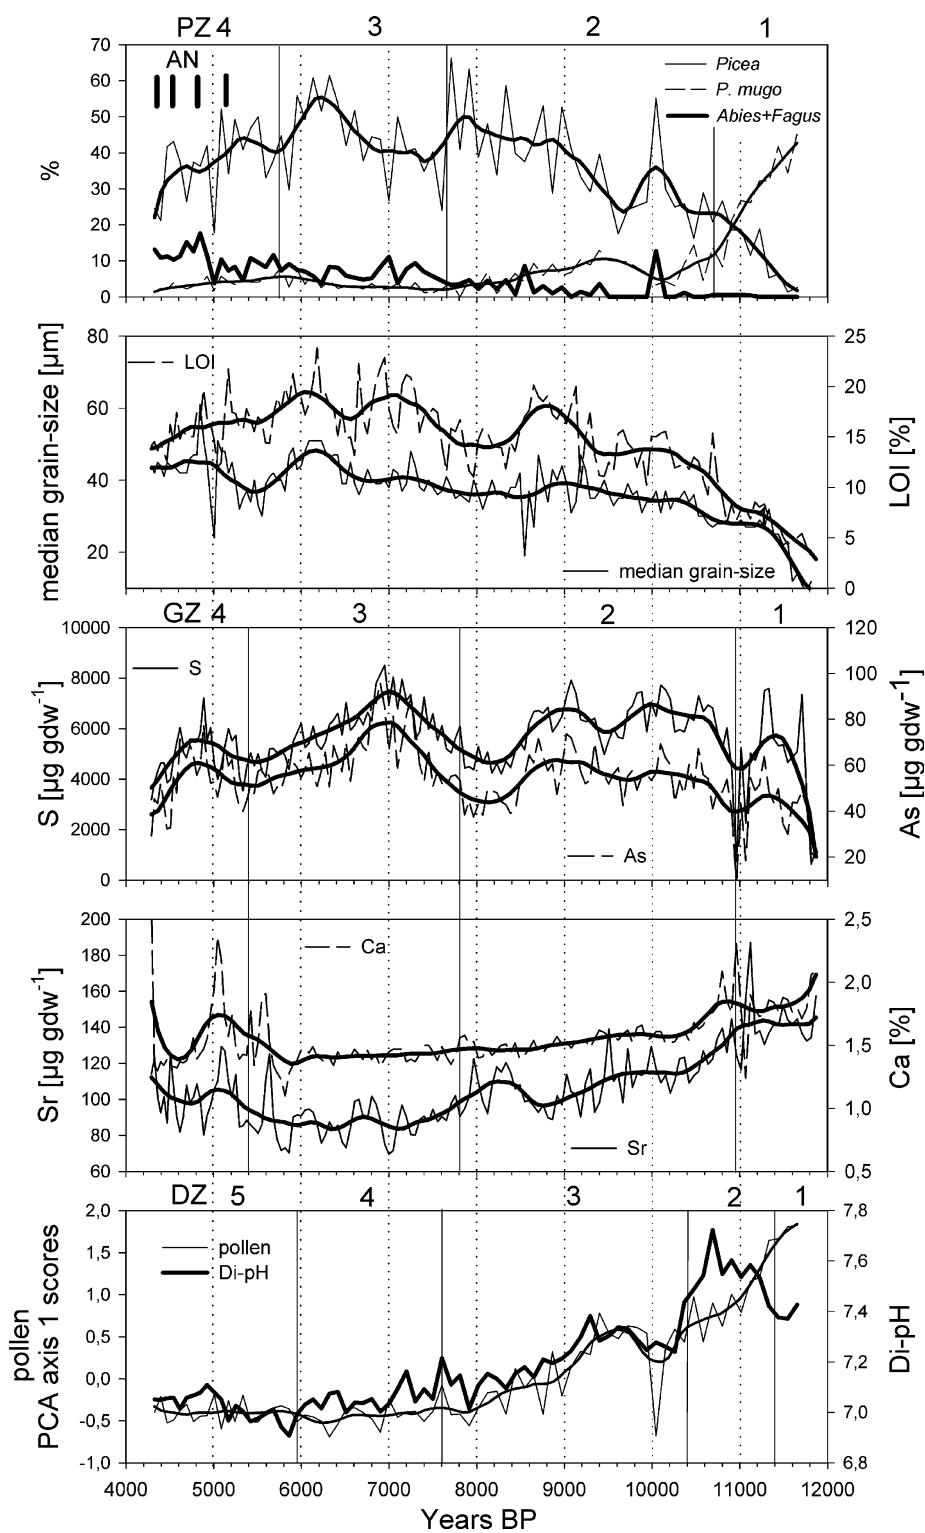 PZ 4 3 2 1
70
60
50
40
30
20
10
0
%
AN
Picea
P. mugo
Abies+Fagus
80
60
40
20
median grain-size [µm]
LOI
median grain-size
25
20
15
10
5
0
LOI [%]
GZ 4 3 2 1
10000
8000
6000
4000
2000
0
S [µg gdw-1]
S
As
120
100
80
60
40
20
As [µg gdw-1]
200
180
160
140
120
100
80
60
Sr [µg gdw-1]
Ca
Sr
2,5
2,0
1,5
1,0
0,5
Ca [%]
DZ 5 4 3 2 1
2,0
1,5
1,0
0,5
0,0
-0,5
-1,0
pollen
PCA axis 1 scores
pollen
Di-pH
7,8
7,6
7,4
7,2
7,0
6,8
Di-pH
4000 5000 6000 7000 8000 9000 10000 11000 12000
Years BP